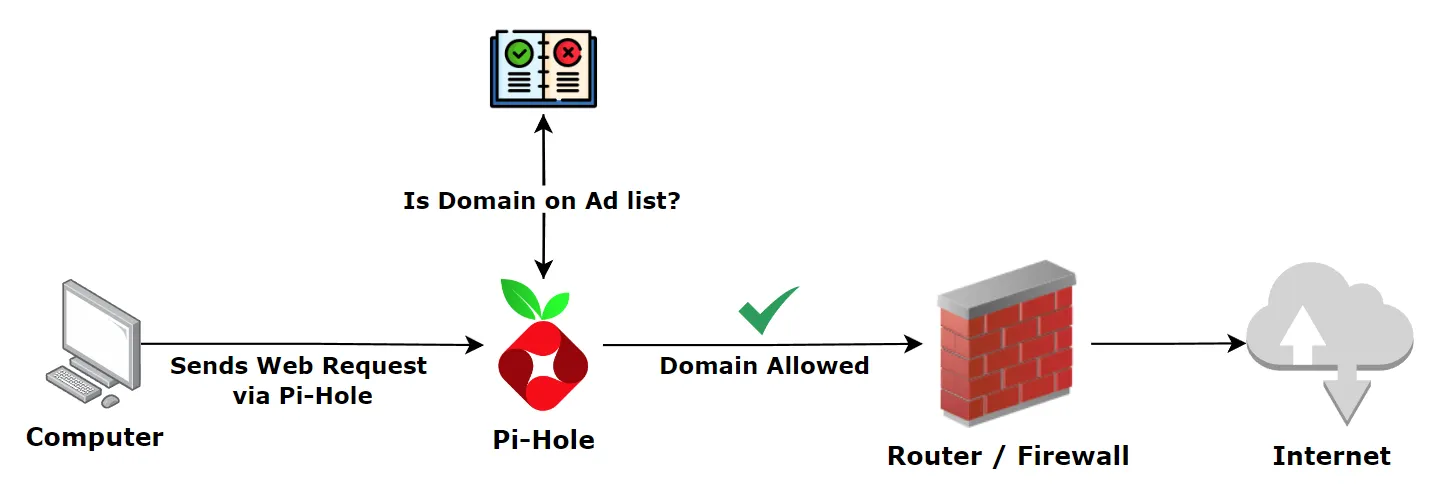 Is Domain on Ad list?
Sends Web Request
via Pi-Hole
Domain Allowed
Computer
Pi-Hole
Router / Firewall
Internet